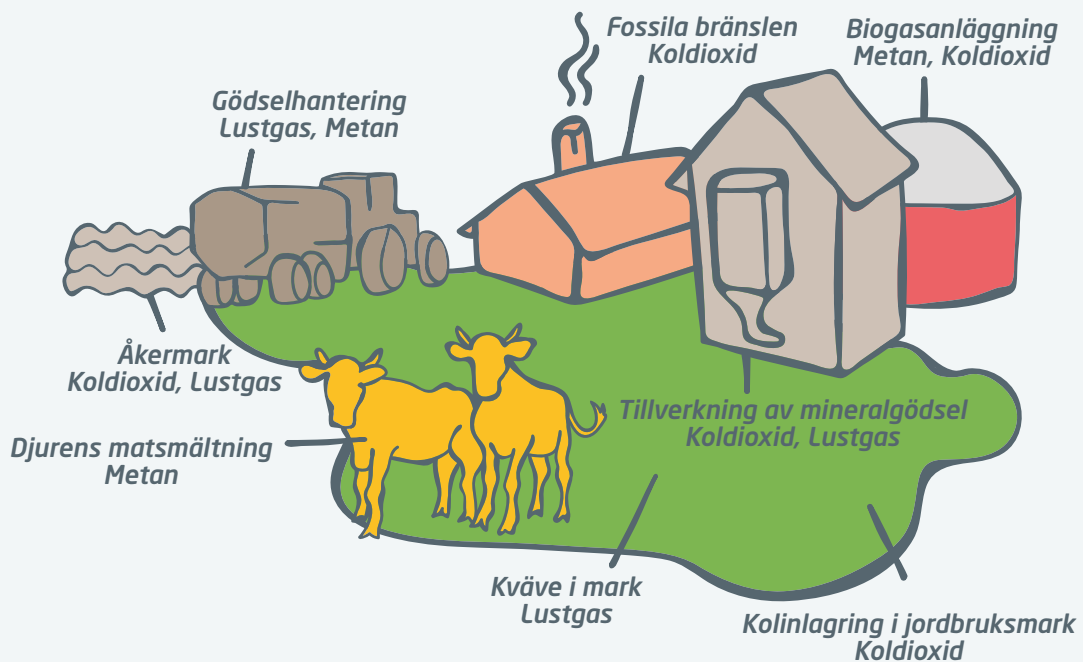 Fossila bränslen
Koldioxid
Biogasanläggning
Metan, Koldioxid
Gödselhantering
Lustgas, Metan
Åkermark
Koldioxid, Lustgas
Tillverkning av mineralgödsel
Koldioxid, Lustgas
Djurens matsmältning
Metan
Kväve i mark
Lustgas
Kolinlagring i jordbruksmark
Koldioxid